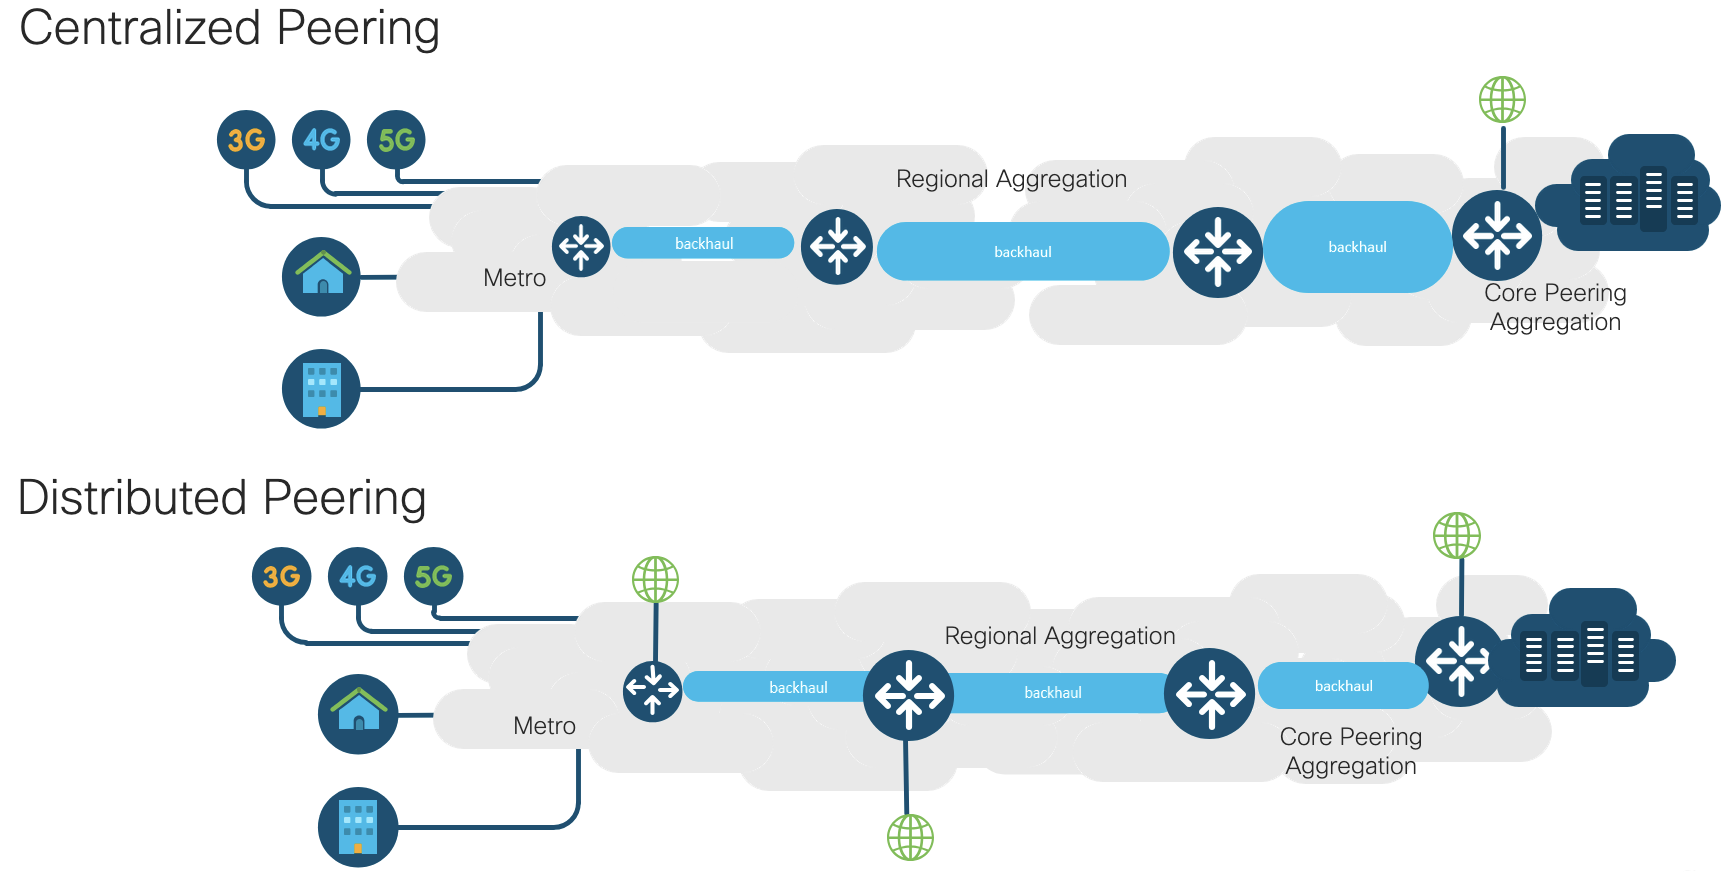 Centralized Peering
3G 4G 5G
Regional Aggregation
backhaul
backhaul
backhaul
Metro
Core Peering
Aggregation
Distributed Peering
3G 4G 5G
Regional Aggregation
backhaul
backhaul
backhaul
Metro
Core Peering
Aggregation